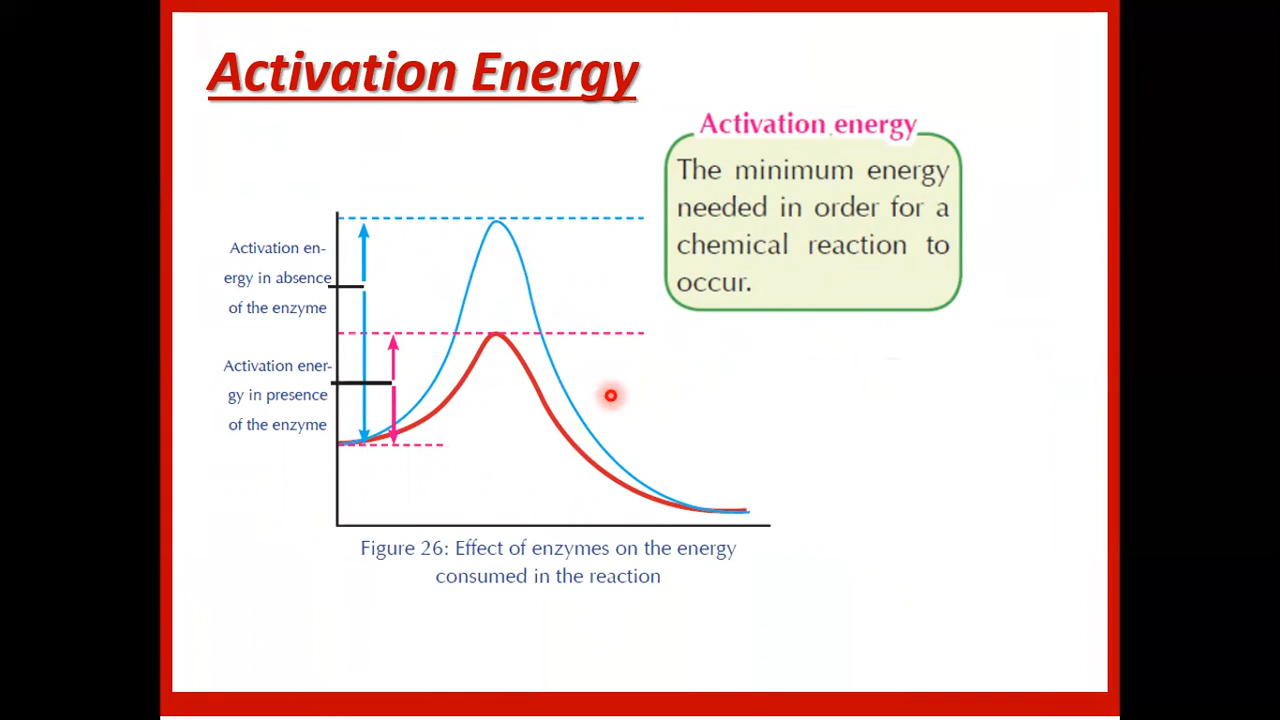 Activation Energy
Activation energy
The minimum energy
needed in order for a
chemical reaction to
occur.
Activation en-
ergy in absence
of the enzyme
Activation ener-
gy in presence
of the enzyme
Figure 26: Effect of enzymes on the energy
consumed in the reaction